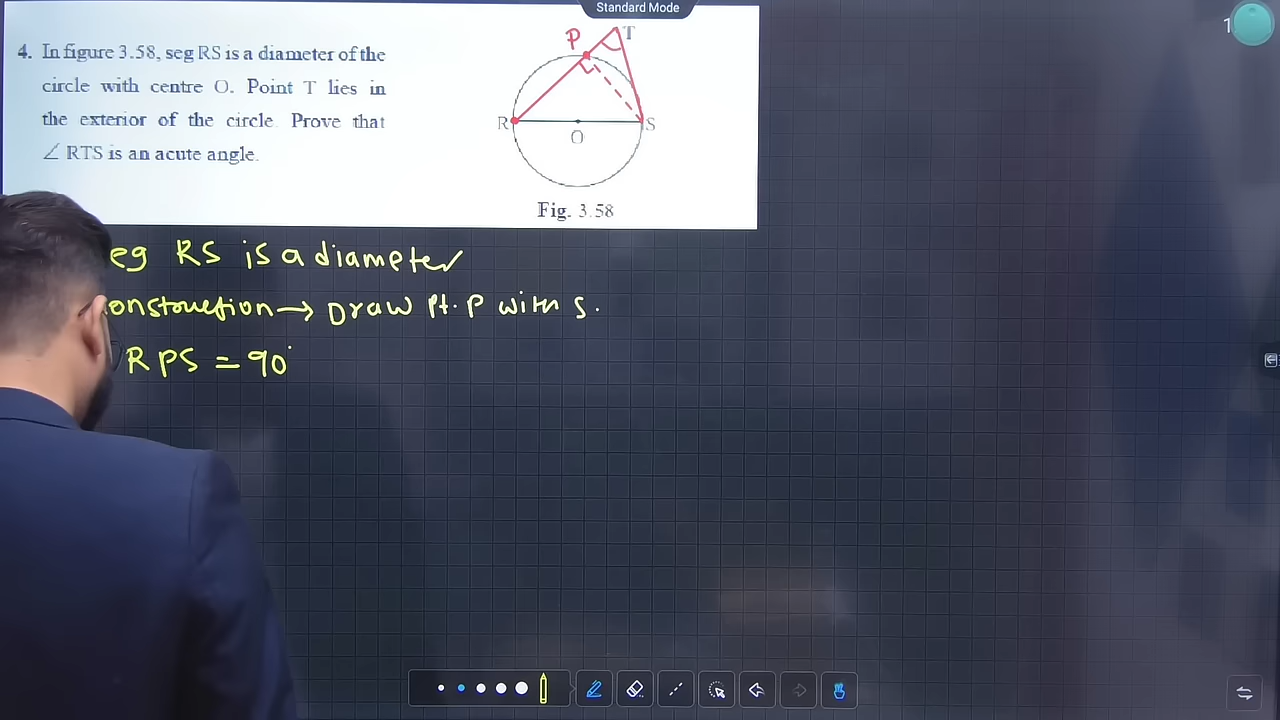 Standard Mode
1
4. In figure 3.58, seg RS is a diameter of the
circle with centre O. Point T lies in
the exterior of the circle. Prove that
∠ RTS is an acute angle.
P
T
R
S
O
Fig. 3.58
eg RS is a diameter
onstruction → Draw Pt. P with S.
RPS = 90°